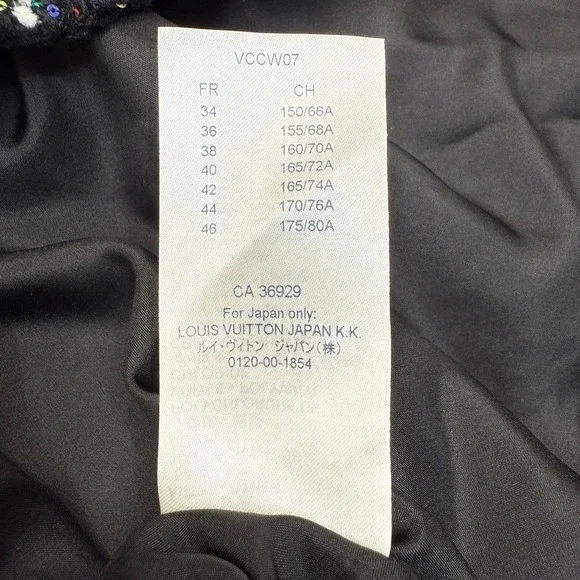 VCCW07
FR CH
34 150/66A
36 155/68A
38 160/70A
40 165/72A
42 165/74A
44 170/76A
46 175/80A
CA 36929
For Japan only:
LOUIS VUITTON JAPAN K.K.
ルイ・ヴィトン ジャパン(株)
0120-00-1854